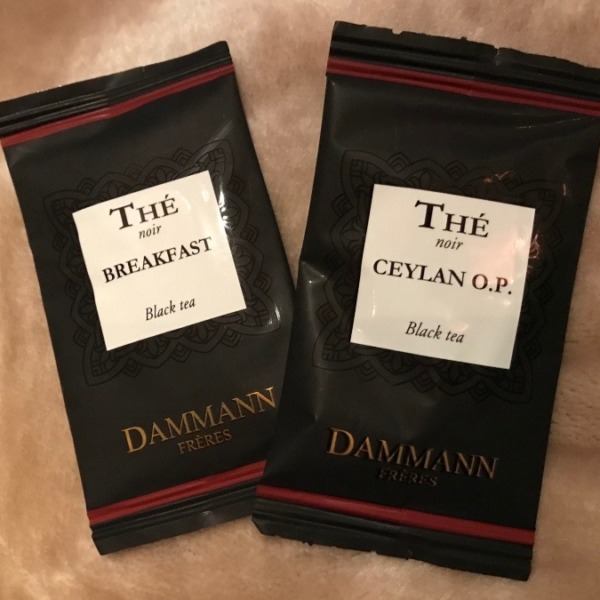 THÉ
noir
BREAKFAST
Black tea
DAMMANN
FRÈRES
THÉ
noir
CEYLAN O.P.
Black tea
DAMMANN
FRÈRES